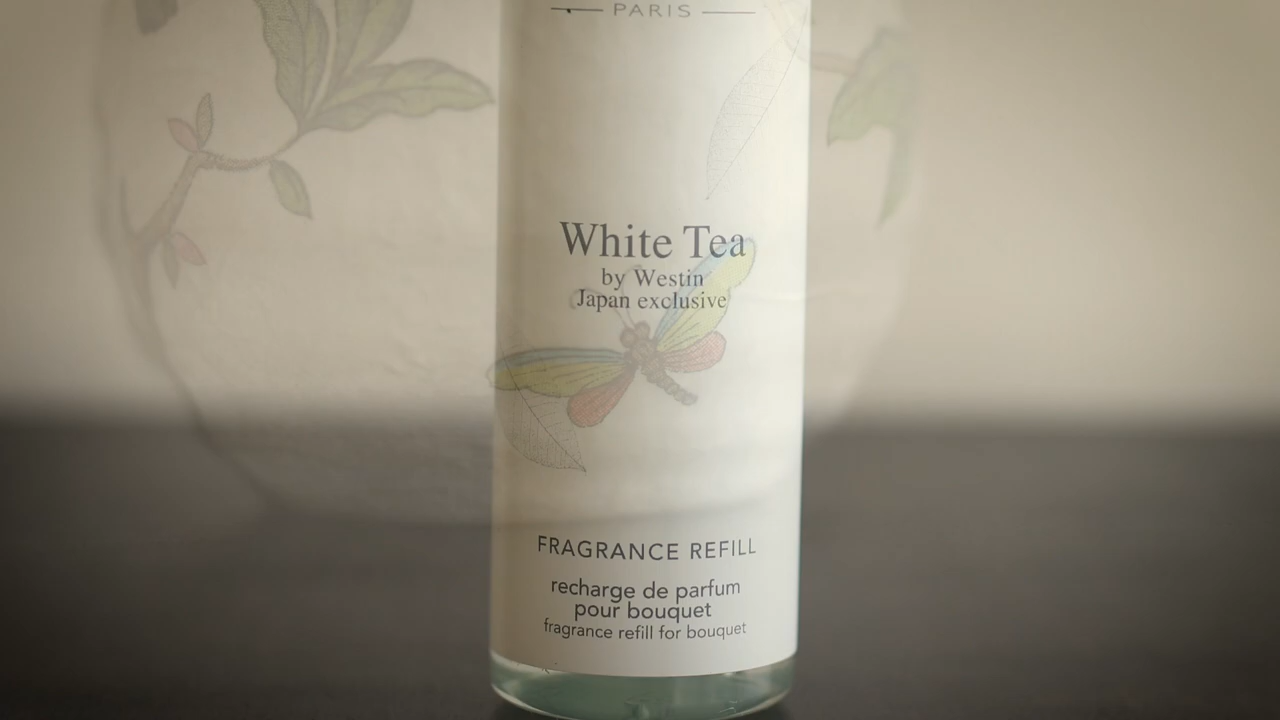 PARIS
White Tea
by Westin
Japan exclusive
FRAGRANCE REFILL
recharge de parfum
pour bouquet
fragrance refill for bouquet